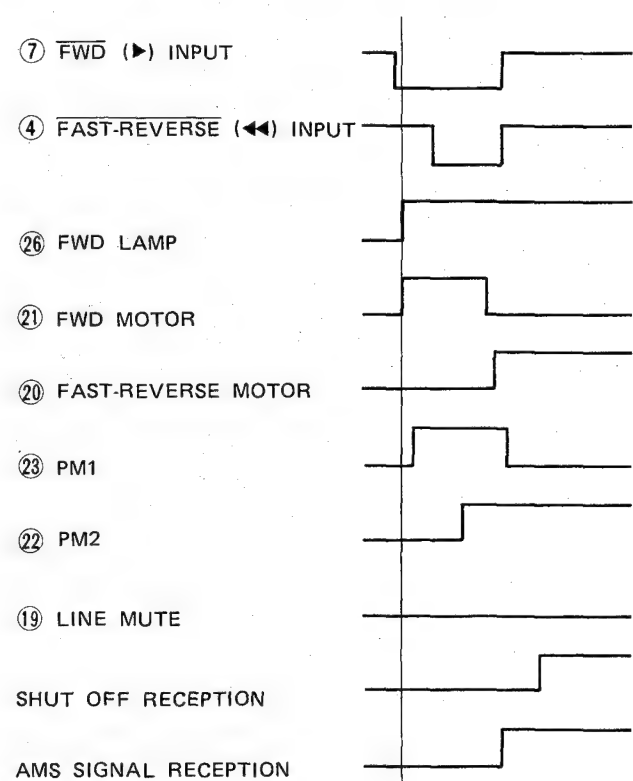 ⑦ FWD (▶) INPUT
④ FAST-REVERSE (◀◀) INPUT
㉖ FWD LAMP
㉑ FWD MOTOR
⑳ FAST-REVERSE MOTOR
㉓ PM1
㉒ PM2
⑲ LINE MUTE
SHUT OFF RECEPTION
AMS SIGNAL RECEPTION